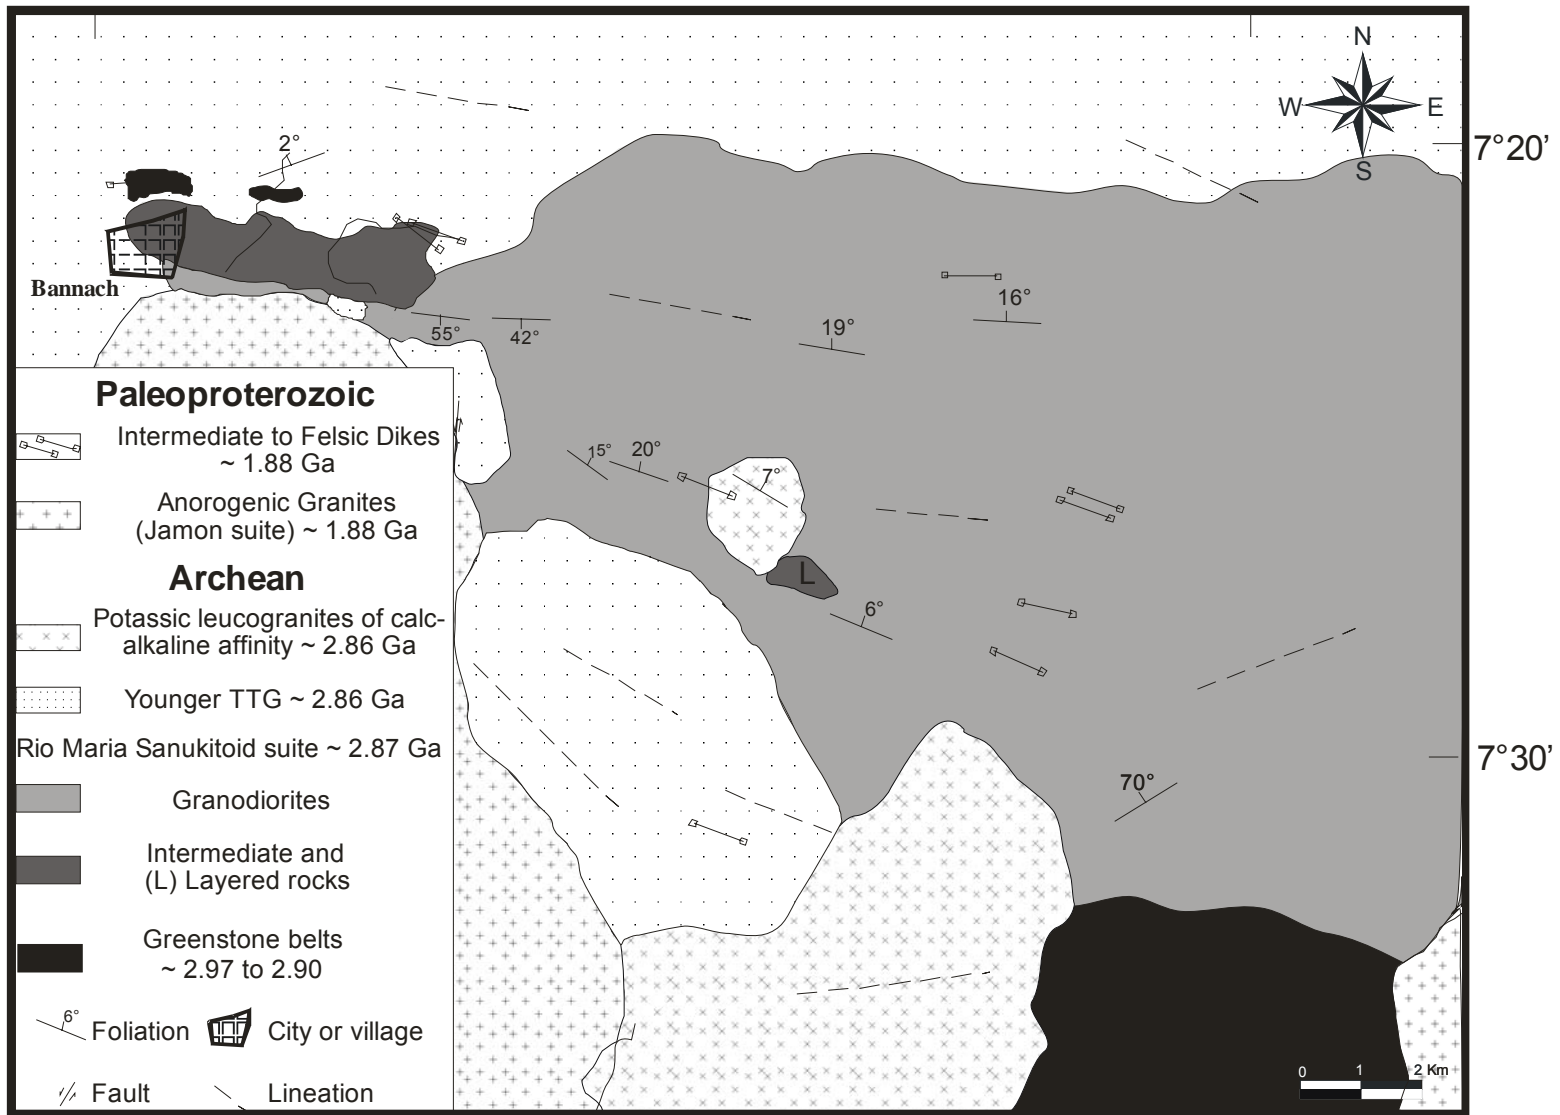 N
W E
S
7°20’
2°
Bannach
16°
19°
55°
42°
15°
20°
7°
L
6°
70°
7°30’
Paleoproterozoic
Intermediate to Felsic Dikes
~ 1.88 Ga
Anorogenic Granites
(Jamon suite) ~ 1.88 Ga
Archean
Potassic leucogranites of calc-
alkaline affinity ~ 2.86 Ga
Younger TTG ~ 2.86 Ga
Rio Maria Sanukitoid suite ~ 2.87 Ga
Granodiorites
Intermediate and
(L) Layered rocks
Greenstone belts
~ 2.97 to 2.90
6° Foliation City or village
Fault Lineation
0 1 2 Km